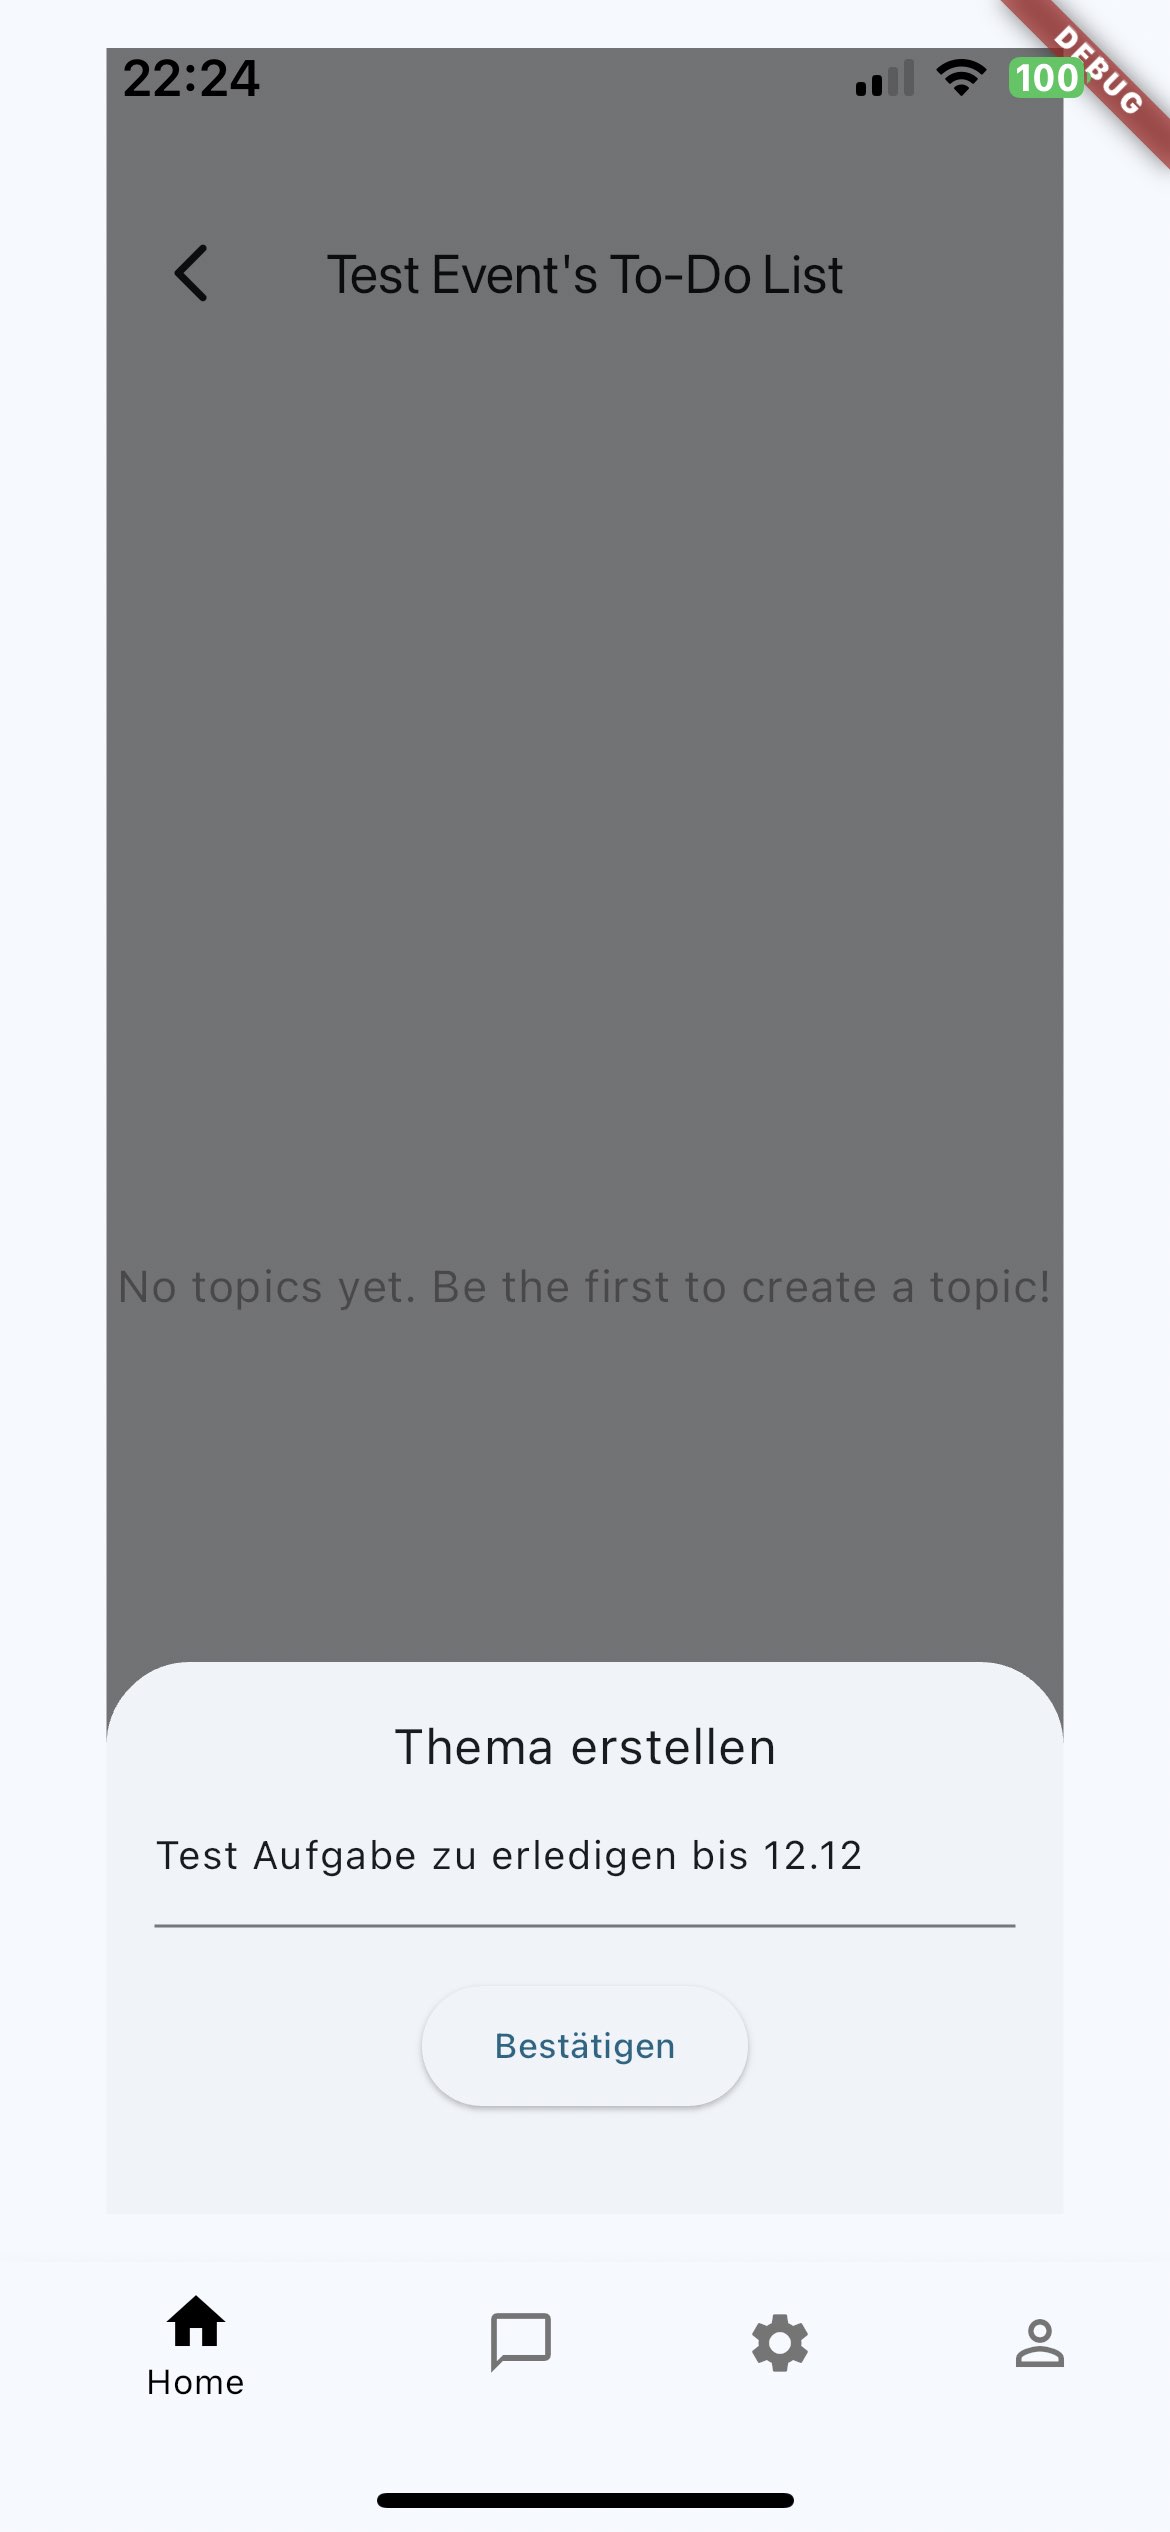 22:24
100
DEBUG
Test Event's To-Do List
No topics yet. Be the first to create a topic!
Thema erstellen
Test Aufgabe zu erledigen bis 12.12
Bestätigen
Home